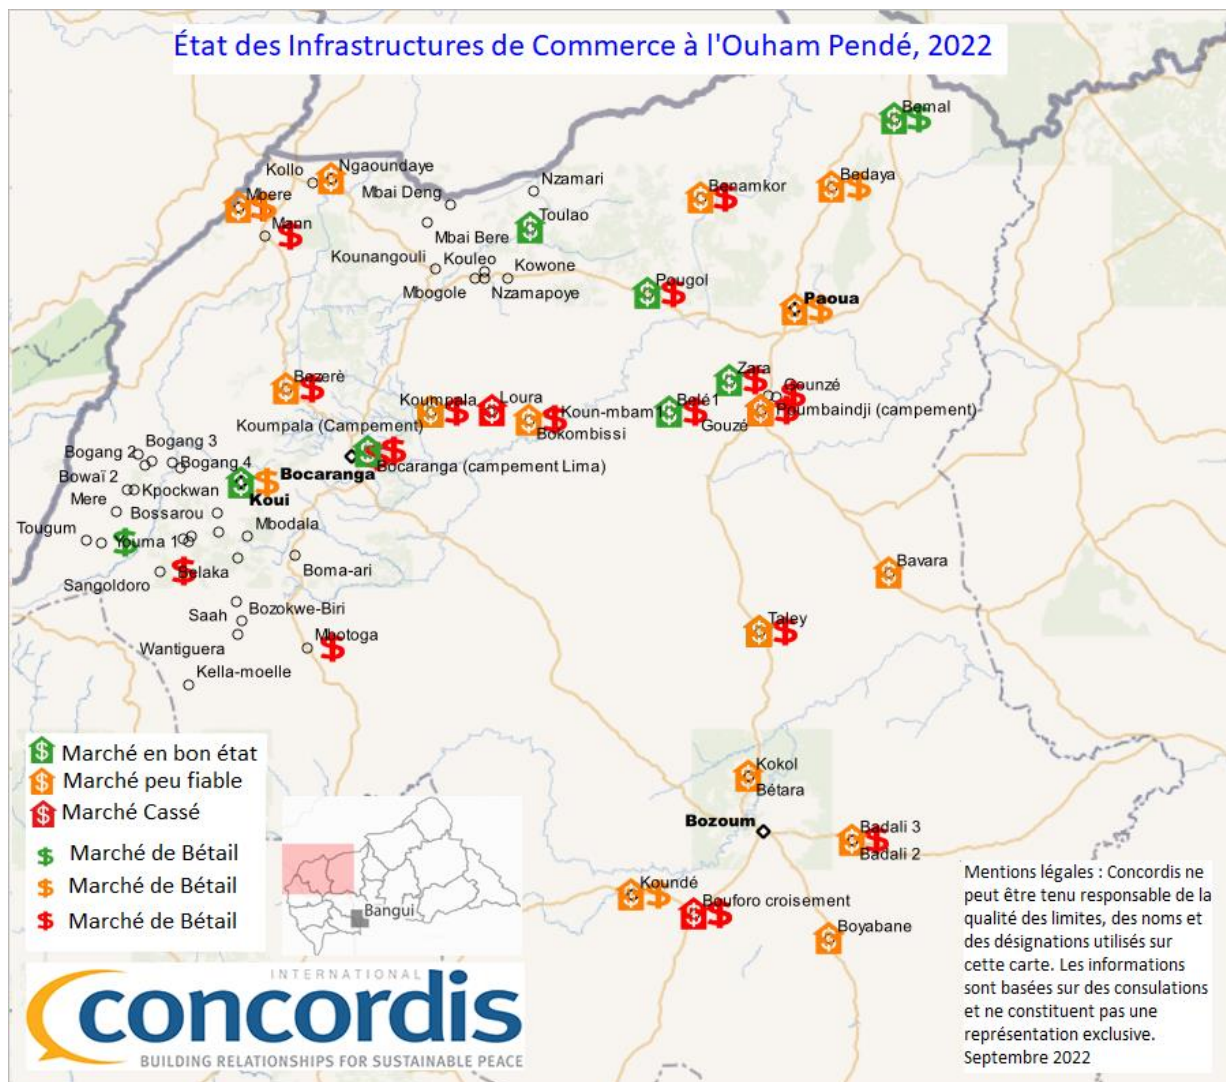 État des Infrastructures de Commerce à l'Ouham Pendé, 2022
Bemal
Kollo
Ngaoundaye
Mbere
Mann
Mbai Deng
Nzamari
Benamkor
Bedaya
Toulao
Mbai Bere
Kounangouli
Kouleo
Kowone
Mbogole
Nzamapoye
Pougol
Paoua
Bezerè
Koumpala
Loura
Koun-mbam1
Bokombissi
Belé1
Zara
Gounzé
Gouzé
Poumbaindji (campement)
Koumpala (Campement)
Bocaranga (campement Lima)
Bocaranga
Bogang 3
Bogang 2
Bogang 4
Bowaï 2
Kpockwan
Koui
Mere
Bossarou
Mbodala
Tougum
Youma 1
Sangoldoro
Belaka
Boma-ari
Saah
Bozokwe-Biri
Wantiguera
Mbotoga
Kella-moelle
Bavara
Taley
Kokol
Bétara
Bozoum
Badali 3
Badali 2
Koundé
Bouforo croisement
Boyabane
Marché en bon état
Marché peu fiable
Marché Cassé
Marché de Bétail
Marché de Bétail
Marché de Bétail
Bangui
INTERNATIONAL
concordis
BUILDING RELATIONSHIPS FOR SUSTAINABLE PEACE
Mentions légales : Concordis ne
peut être tenu responsable de la
qualité des limites, des noms et
des désignations utilisés sur
cette carte. Les informations
sont basées sur des consulations
et ne constituent pas une
représentation exclusive.
Septembre 2022